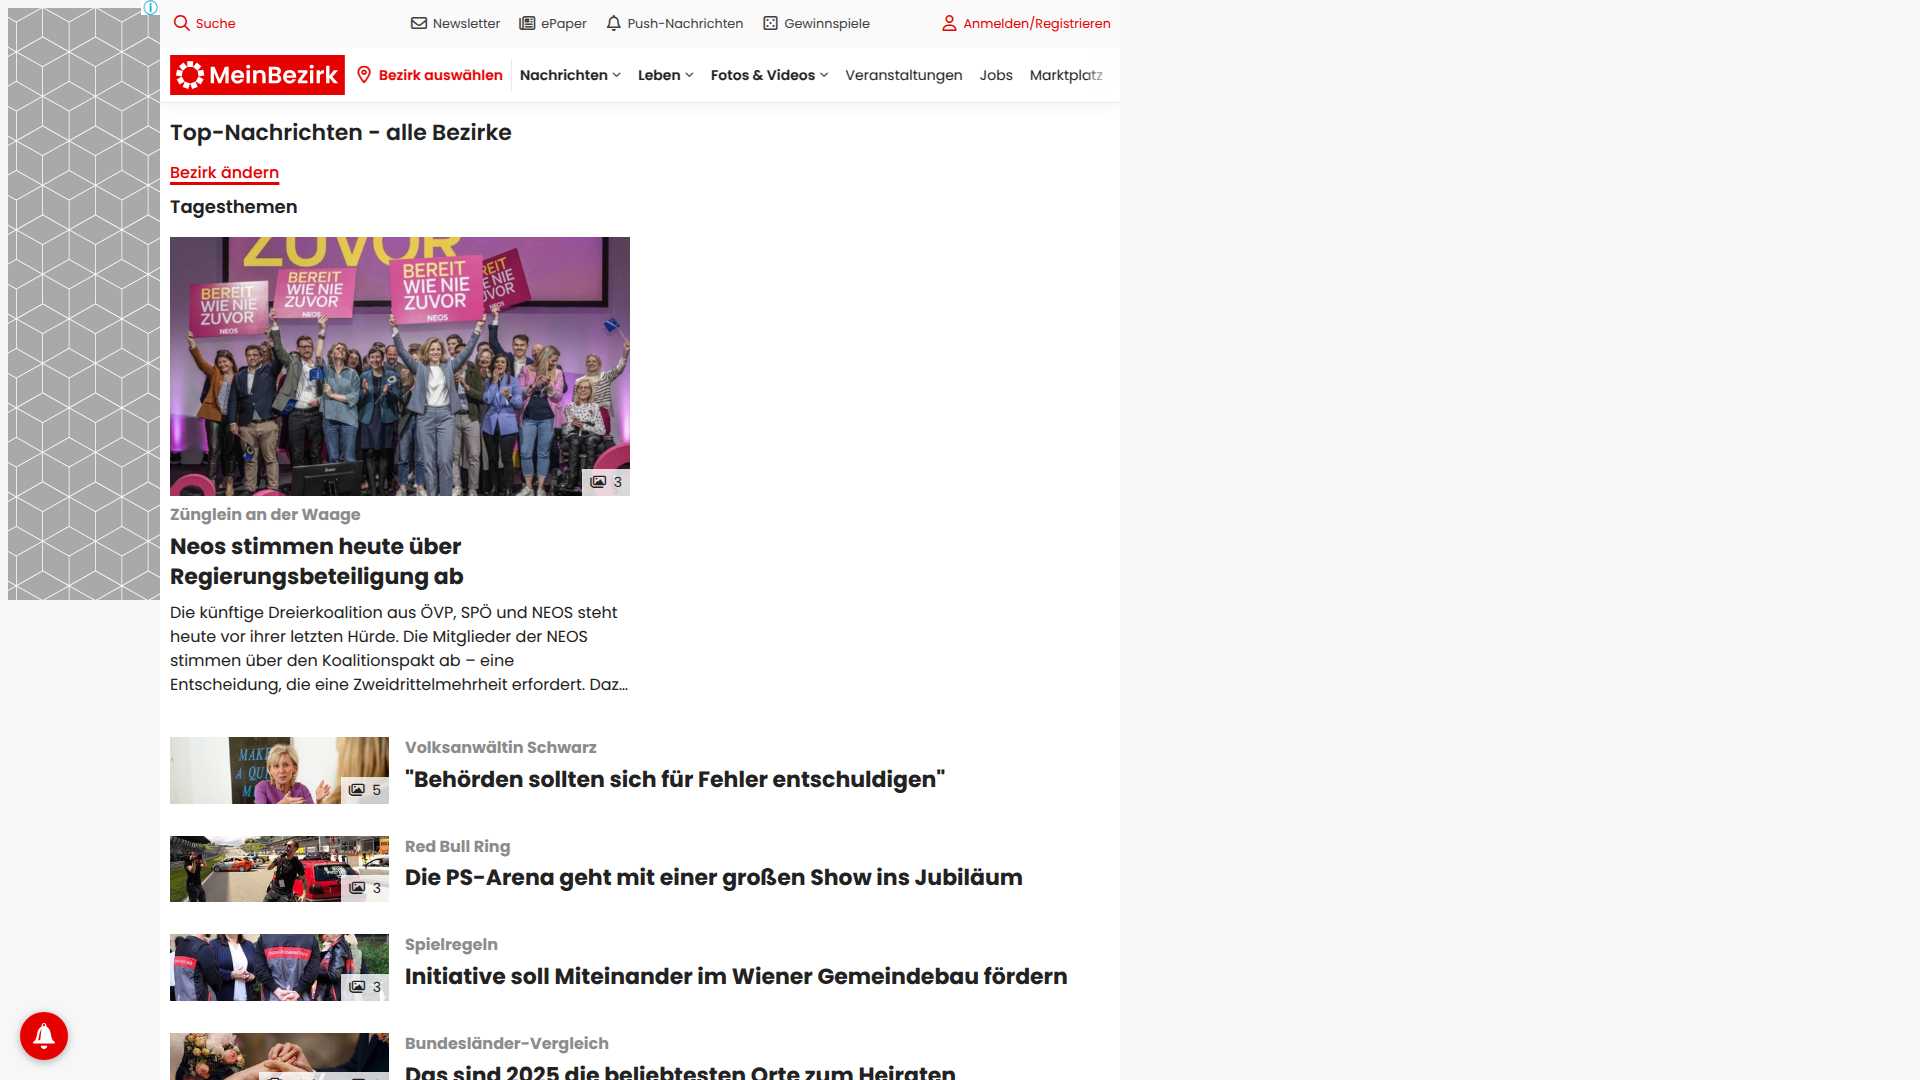 Suche
Newsletter
ePaper
Push-Nachrichten
Gewinnspiele
Anmelden/Registrieren
MeinBezirk
Bezirk auswählen
Nachrichten
Leben
Fotos & Videos
Veranstaltungen
Jobs
Marktplatz
Top-Nachrichten - alle Bezirke
Bezirk ändern
Tagesthemen
ZUVOR
BEREIT
WIE NIE
ZUVOR
NEOS
BEREIT
WIE NIE
ZUVOR
NEOS
BEREIT
WIE NIE
ZUVOR
NEOS
3
Zünglein an der Waage
Neos stimmen heute über
Regierungsbeteiligung ab
Die künftige Dreierkoalition aus ÖVP, SPÖ und NEOS steht
heute vor ihrer letzten Hürde. Die Mitglieder der NEOS
stimmen über den Koalitionspakt ab – eine
Entscheidung, die eine Zweidrittelmehrheit erfordert. Daz...
MAKE
A QU
M
5
Volksanwältin Schwarz
"Behörden sollten sich für Fehler entschuldigen"
3
Red Bull Ring
Die PS-Arena geht mit einer großen Show ins Jubiläum
3
Spielregeln
Initiative soll Miteinander im Wiener Gemeindebau fördern
Bundesländer-Vergleich
Das sind 2025 die beliebtesten Orte zum Heiraten